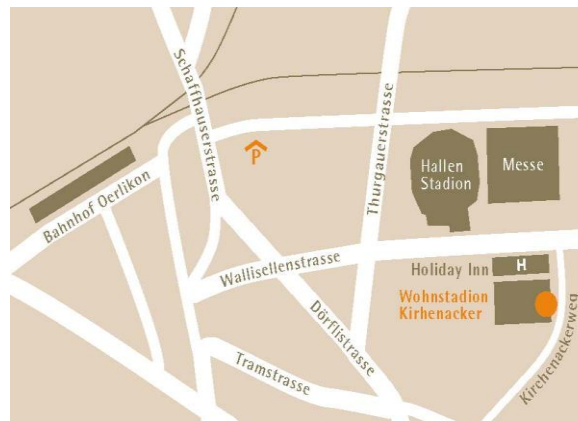 Schaffhauserstrasse
Thurgauerstrasse
P
Hallen
Stadion
Messe
Bahnhof Oerlikon
Wallisellenstrasse
Holiday Inn
H
Wohnstadion
Kirhenacker
Dörflistrasse
Tramstrasse
Kirchenackerweg